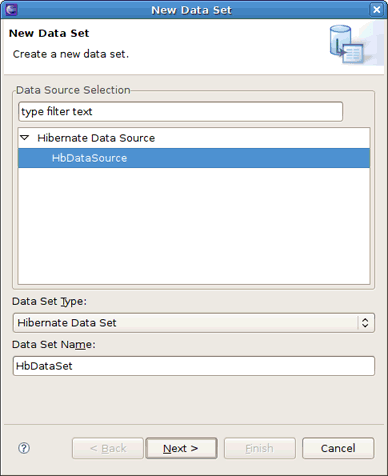 New Data Set
New Data Set
Create a new data set.
Data Source Selection
type filter text
Hibernate Data Source
HbDataSource
Data Set Type:
Hibernate Data Set
Data Set Name:
HbDataSet
? < Back Next > Finish Cancel